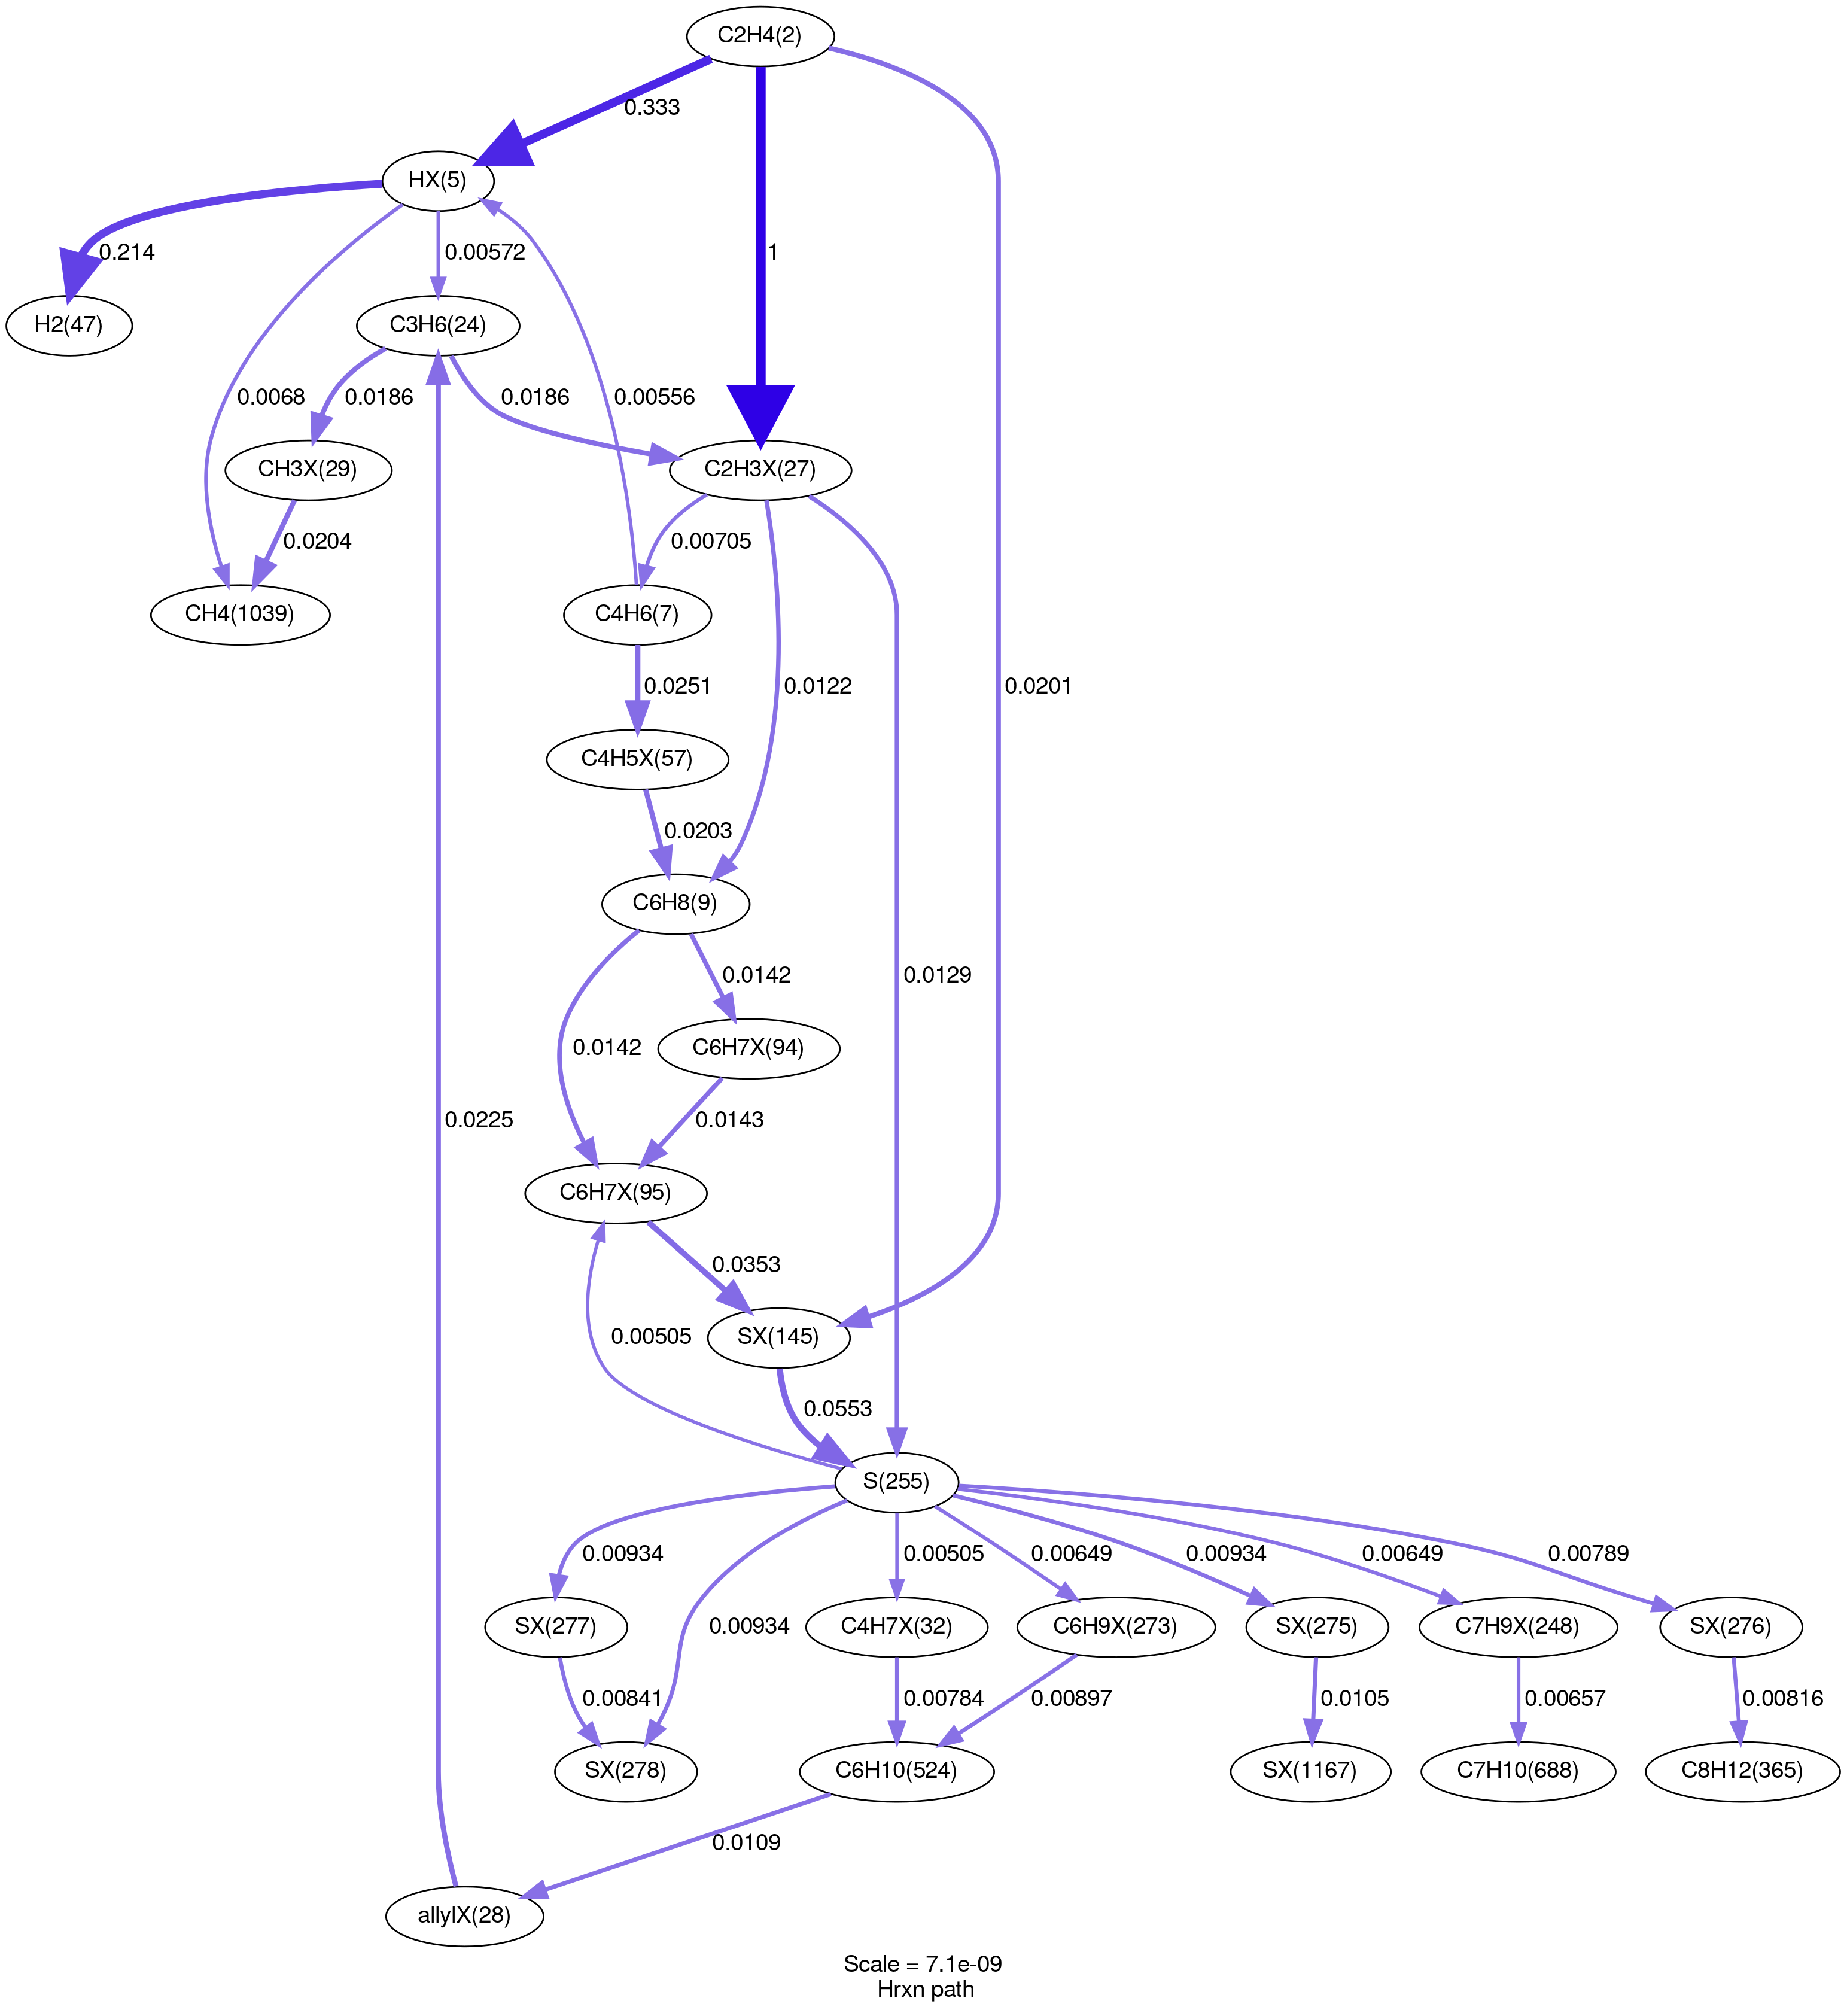 C2H4(2)
0.333
HX(5)
0.214
0.00572
1
H2(47)
C3H6(24)
0.0068
0.0186
0.0186
0.00556
CH3X(29)
C2H3X(27)
0.0204
0.00705
CH4(1039)
C4H6(7)
0.0251
0.0122
0.0201
C4H5X(57)
0.0203
C6H8(9)
0.0142
0.0129
0.0142
C6H7X(94)
0.0225
0.0143
C6H7X(95)
0.0353
0.00505
SX(145)
0.0553
S(255)
0.00934
0.00505
0.00649
0.00934
0.00649
0.00789
SX(277)
0.00934
C4H7X(32)
C6H9X(273)
SX(275)
C7H9X(248)
SX(276)
0.00841
0.00784
0.00897
0.0105
0.00657
0.00816
SX(278)
C6H10(524)
SX(1167)
C7H10(688)
C8H12(365)
0.0109
allylX(28)
Scale = 7.1e-09
Hrxn path